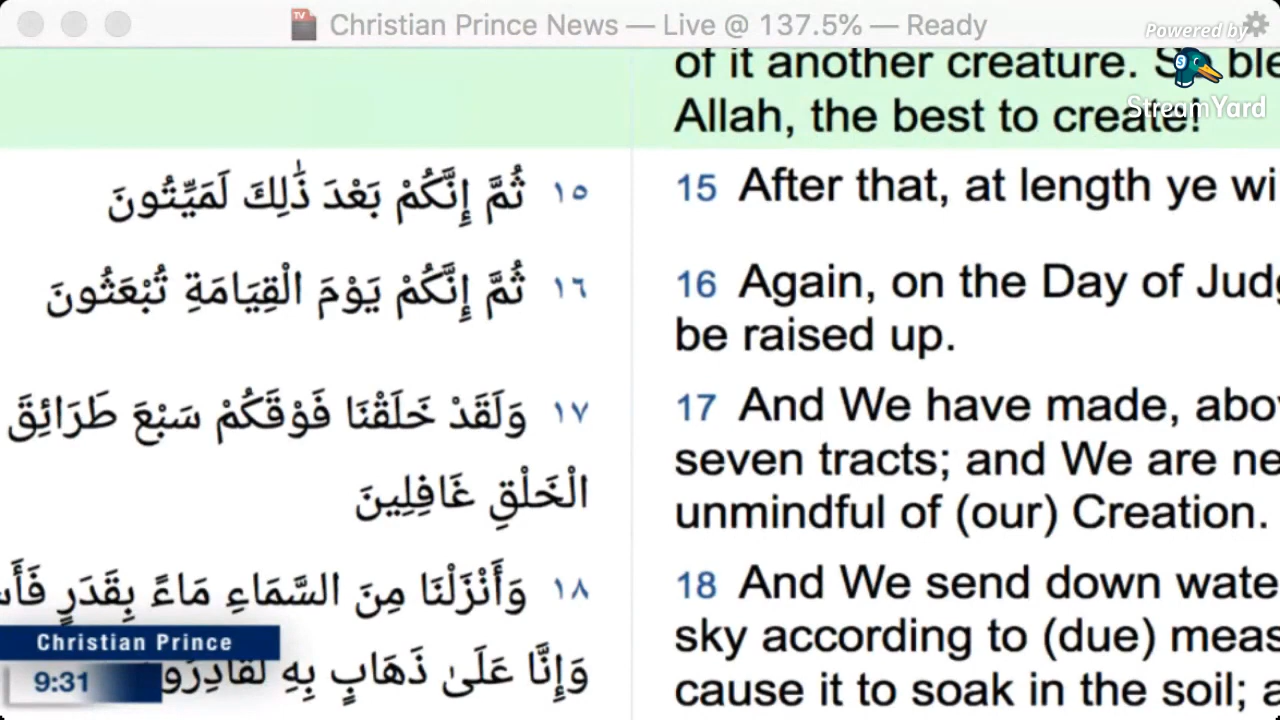 Christian Prince News — Live @ 137.5% — Ready
Powered by
StreamYard
of it another creature.
Allah, the best to create!
١٥ ثُمَّ إِنَّكُمْ بَعْدَ ذَٰلِكَ لَمَيِّتُونَ
15 After that, at length ye
١٦ ثُمَّ إِنَّكُمْ يَوْمَ الْقِيَامَةِ تُبْعَثُونَ
16 Again, on the Day of
be raised up.
١٧ وَلَقَدْ خَلَقْنَا فَوْقَكُمْ سَبْعَ طَرَائِقَ
الْخَلْقِ غَافِلِينَ
17 And We have made,
seven tracts; and We are
unmindful of (our) Creation.
١٨ وَأَنْزَلْنَا مِنَ السَّمَاءِ مَاءً بِقَدَرٍ
وَإِنَّا عَلَىٰ ذَهَابٍ بِهِ
18 And We send down
sky according to (due)
cause it to soak in the soil;
Christian Prince
9:31